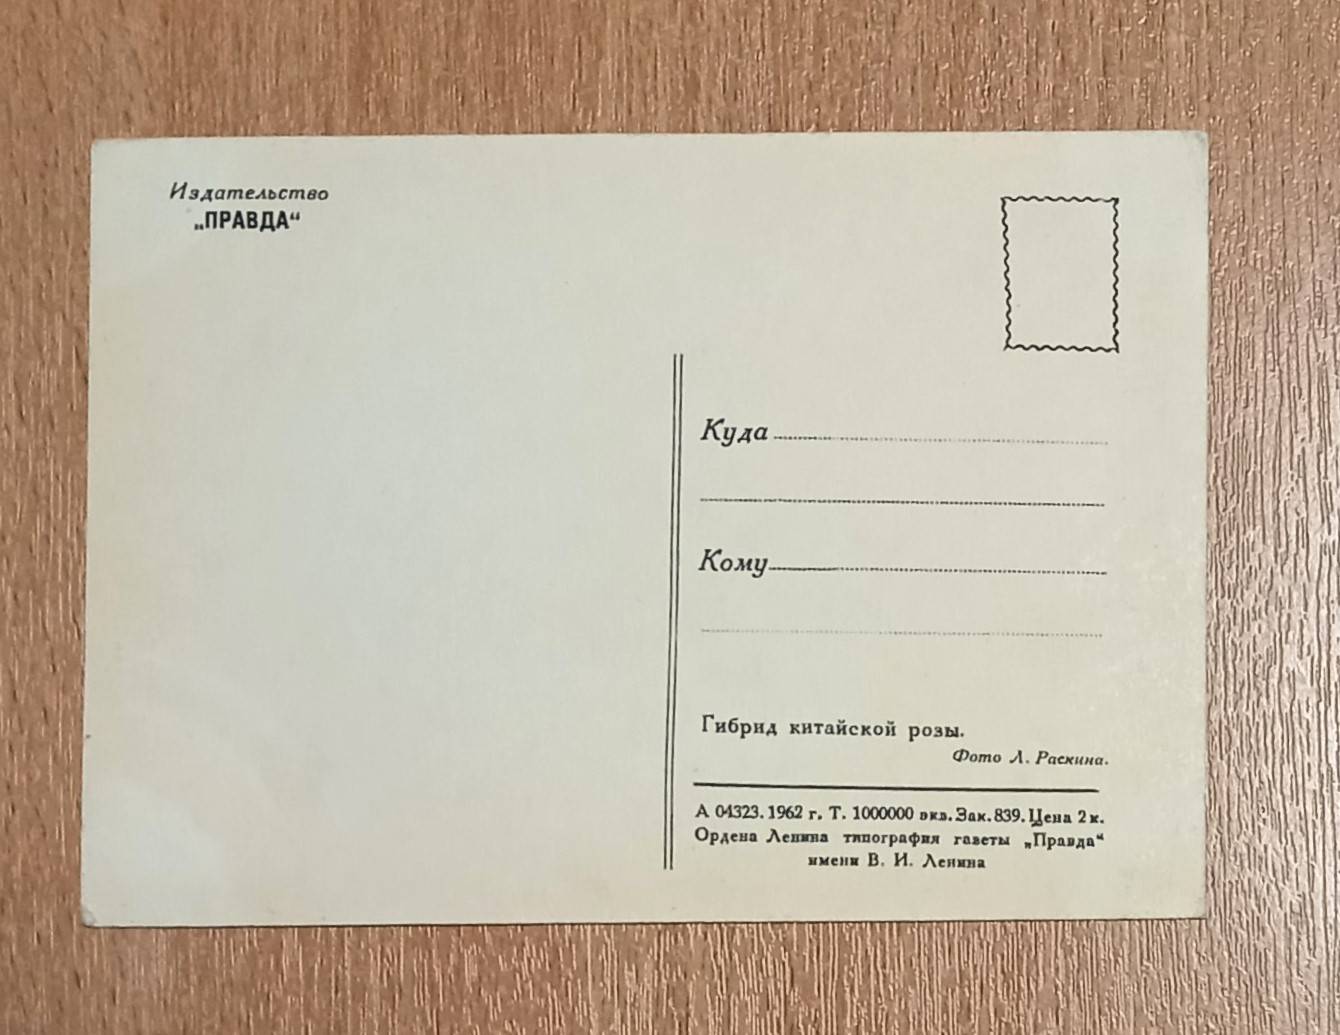 Издательство
„ПРАВДА“
Куда
Кому
Гибрид китайской розы.
Фото Л. Раскина.
А 04323. 1962 г. Т. 1000000 экз. Зак. 839. Цена 2 к.
Ордена Ленина типография газеты „Правда“
имени В. И. Ленина